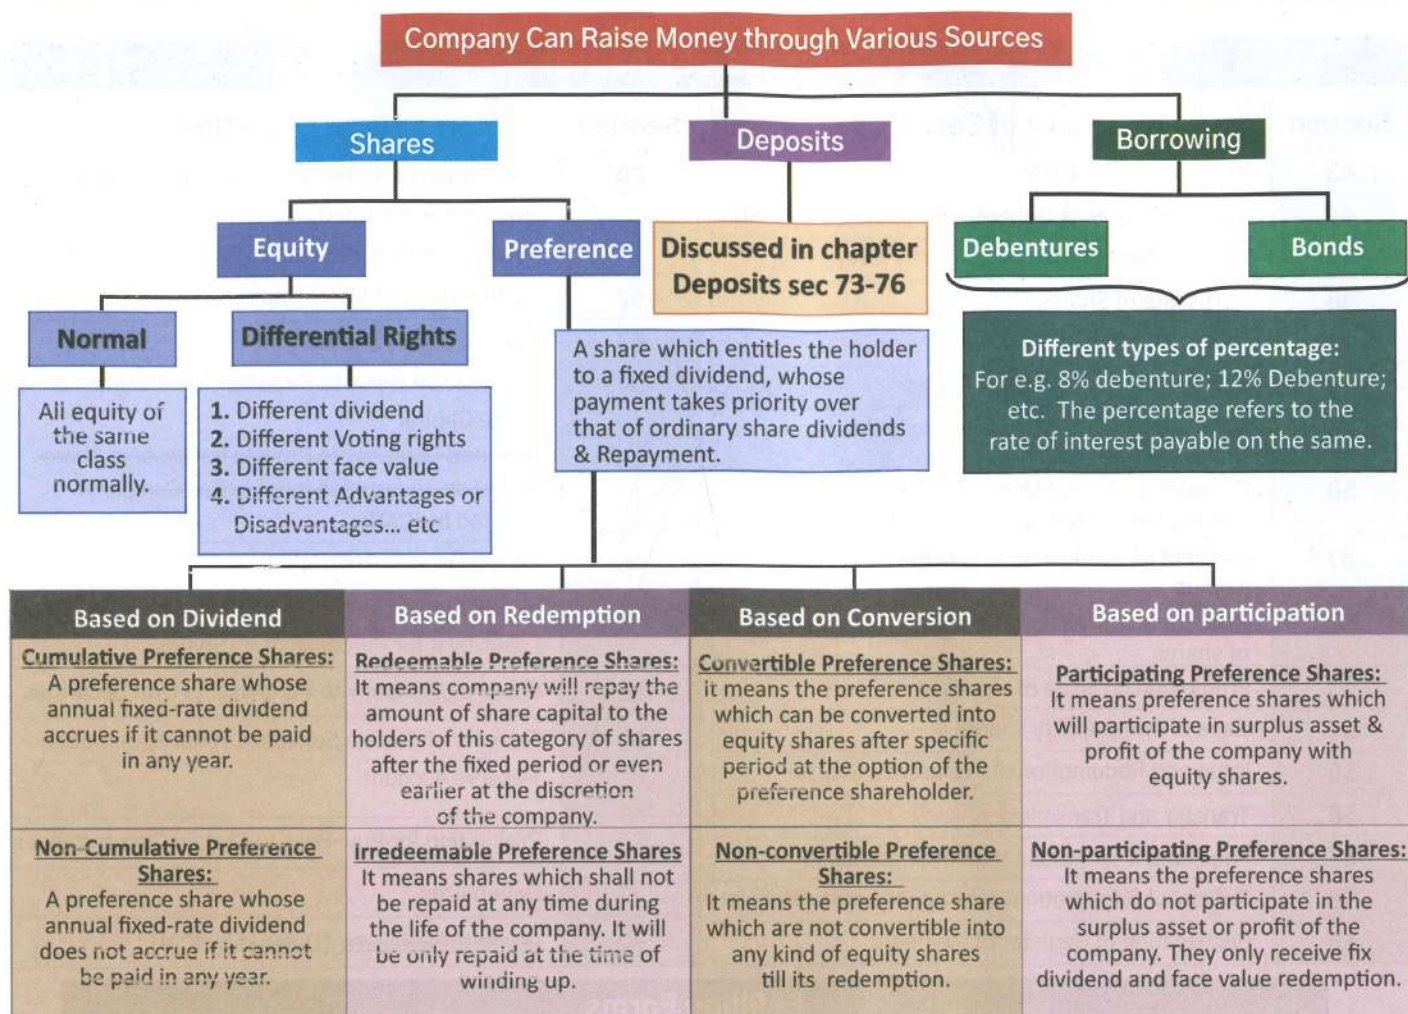 Company Can Raise Money through Various Sources
Shares
Deposits
Borrowing
Equity
Preference
Discussed in chapter
Deposits sec 73-76
Debentures
Bonds
Normal
Differential Rights
All equity of
the same
class
normally.
1. Different dividend
2. Different Voting rights
3. Different face value
4. Different Advantages or
Disadvantages... etc
A share which entitles the holder
to a fixed dividend, whose
payment takes priority over
that of ordinary share dividends
& Repayment.
Different types of percentage:
For e.g. 8% debenture; 12% Debenture;
etc. The percentage refers to the
rate of interest payable on the same.
Based on Dividend
Cumulative Preference Shares:
A preference share whose
annual fixed-rate dividend
accrues if it cannot be paid
in any year.
Non-Cumulative Preference
Shares:
A preference share whose
annual fixed-rate dividend
does not accrue if it cannot
be paid in any year.
Based on Redemption
Redeemable Preference Shares:
It means company will repay the
amount of share capital to the
holders of this category of shares
after the fixed period or even
earlier at the discretion
of the company.
Irredeemable Preference Shares
It means shares which shall not
be repaid at any time during
the life of the company. It will
be only repaid at the time of
winding up.
Based on Conversion
Convertible Preference Shares:
it means the preference shares
which can be converted into
equity shares after specific
period at the option of the
preference shareholder.
Non-convertible Preference
Shares:
It means the preference share
which are not convertible into
any kind of equity shares
till its redemption.
Based on participation
Participating Preference Shares:
It means preference shares which
will participate in surplus asset &
profit of the company with
equity shares.
Non-participating Preference Shares:
It means the preference shares
which do not participate in the
surplus asset or profit of the
company. They only receive fix
dividend and face value redemption.